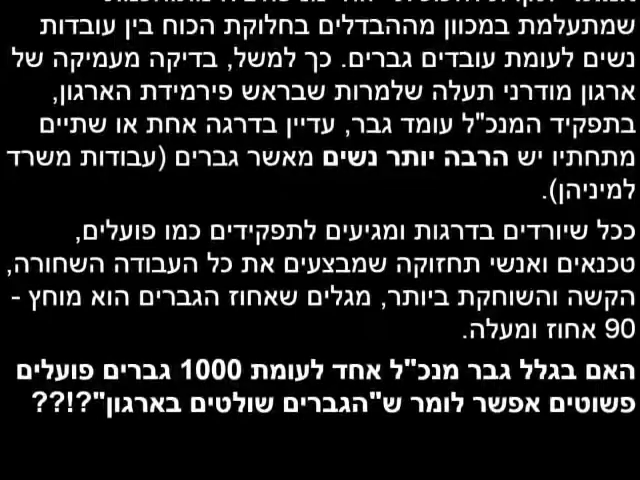 שמתעלמת במכוון מההבדלים בחלוקת הכוח בין עובדות
נשים לעומת עובדים גברים. כך למשל, בדיקה מעמיקה של
ארגון מודרני תעלה שלמרות שבראש פירמידת הארגון,
בתפקיד המנכ"ל עומד גבר, עדיין בדרגה אחת או שתיים
מתחתיו יש הרבה יותר נשים מאשר גברים (עבודות משרד
למיניהן).
ככל שיורדים בדרגות ומגיעים לתפקידים כמו פועלים,
טכנאים ואנשי תחזוקה שמבצעים את כל העבודה השחורה,
הקשה והשוחקת ביותר, מגלים שאחוז הגברים הוא מוחץ -
90 אחוז ומעלה.
האם בגלל גבר מנכ"ל אחד לעומת 1000 גברים פועלים
פשוטים אפשר לומר ש"הגברים שולטים בארגון"?!??